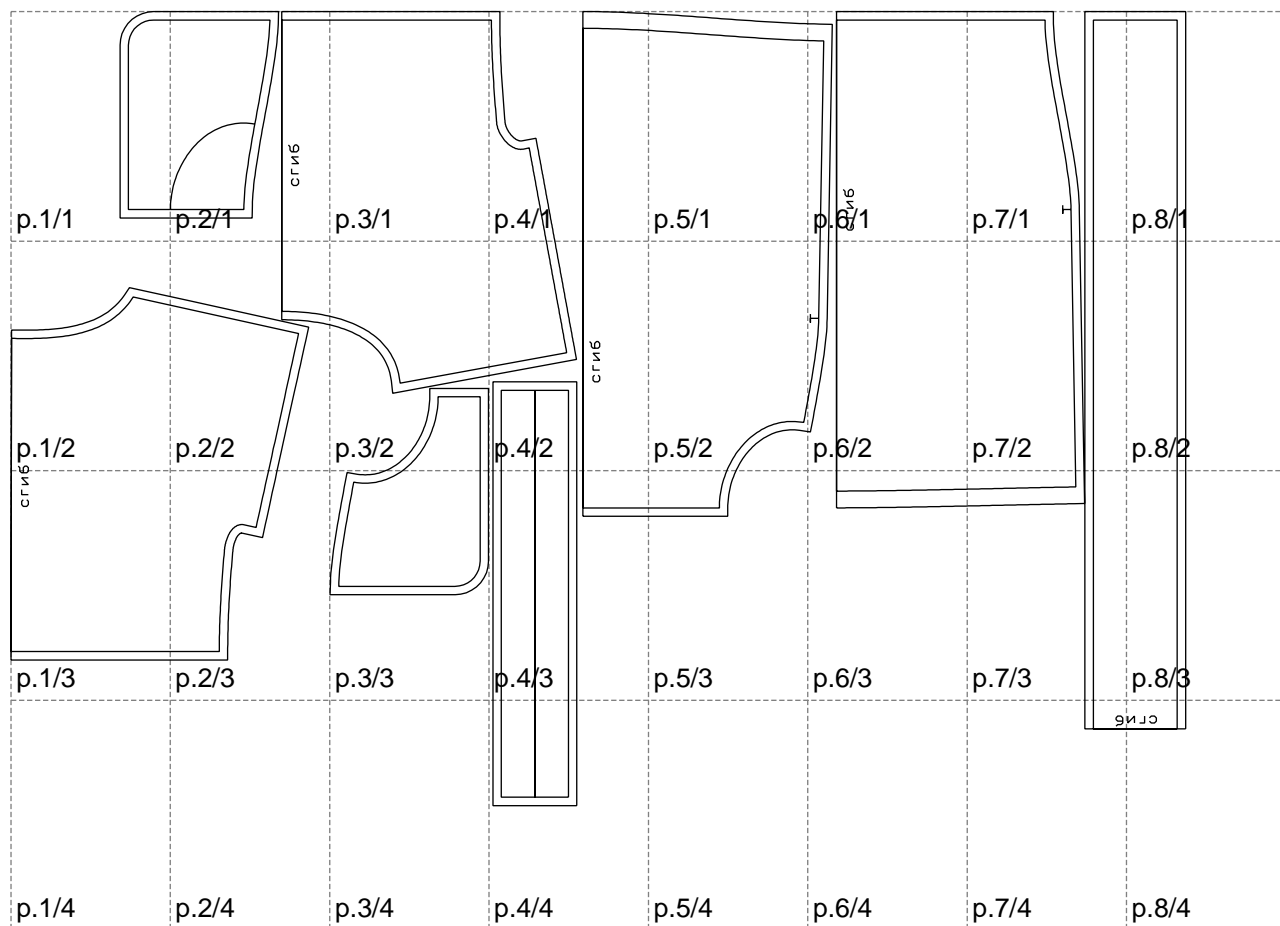 сгиб
сгиб
p.1/1
p.2/1
p.3/1
p.4/1
p.5/1
p.6/1
p.7/1
p.8/1
сгиб
p.1/2
p.2/2
p.3/2
p.4/2
p.5/2
p.6/2
p.7/2
p.8/2
сгиб
p.1/3
p.2/3
p.3/3
p.4/3
p.5/3
p.6/3
p.7/3
p.8/3
сгиб
p.1/4
p.2/4
p.3/4
p.4/4
p.5/4
p.6/4
p.7/4
p.8/4